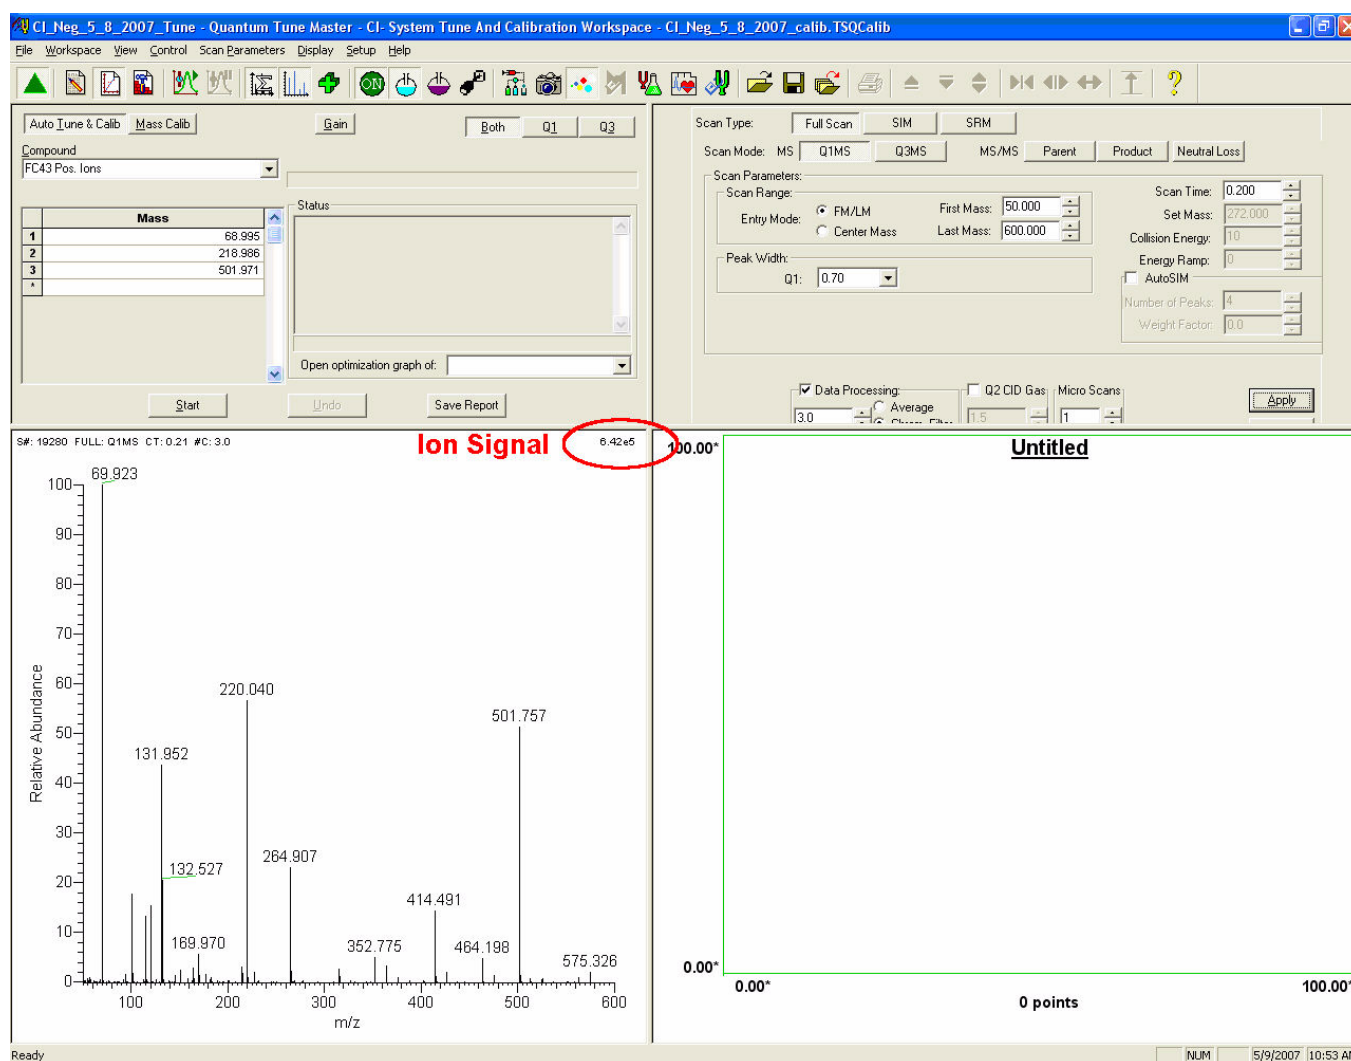 CI_Neg_5_8_2007_Tune - Quantum Tune Master - CI- System Tune And Calibration Workspace - CI_Neg_5_8_2007_calib.TSQCalib
File Workspace View Control Scan Parameters Display Setup Help
ON
Auto Tune & Calib Mass Calib Gain Both Q1 Q3
Compound
FC43 Pos. Ions
Mass
1 68.995
2 218.986
3 501.971
*
Status
Open optimization graph of:
Start Undo Save Report
Scan Type: Full Scan SIM SRM
Scan Mode: MS Q1MS Q3MS MS/MS Parent Product Neutral Loss
Scan Parameters:
Scan Range:
Entry Mode: FM/LM
Center Mass
First Mass: 50.000
Last Mass: 600.000
Peak Width:
Q1: 0.70
Scan Time: 0.200
Set Mass: 272.000
Collision Energy: 10
Energy Ramp: 0
AutoSIM
Number of Peaks: 4
Weight Factor: 0.0
Data Processing: Q2 CID Gas Micro Scans
3.0 Average 1.5 1
Chrom. Filter
Apply
S#: 19280 FULL: Q1MS CT: 0.21 #C: 3.0
Ion Signal
6.42e5
69.923
100
90
80
70
60
50
40
30
20
10
0
Relative Abundance
220.040
501.757
131.952
264.907
132.527
414.491
169.970
352.775
464.198
575.326
100 200 300 400 500 600
m/z
100.00*
Untitled
0.00*
0.00* 100.00*
0 points
Ready
NUM 5/9/2007 10:53 AM